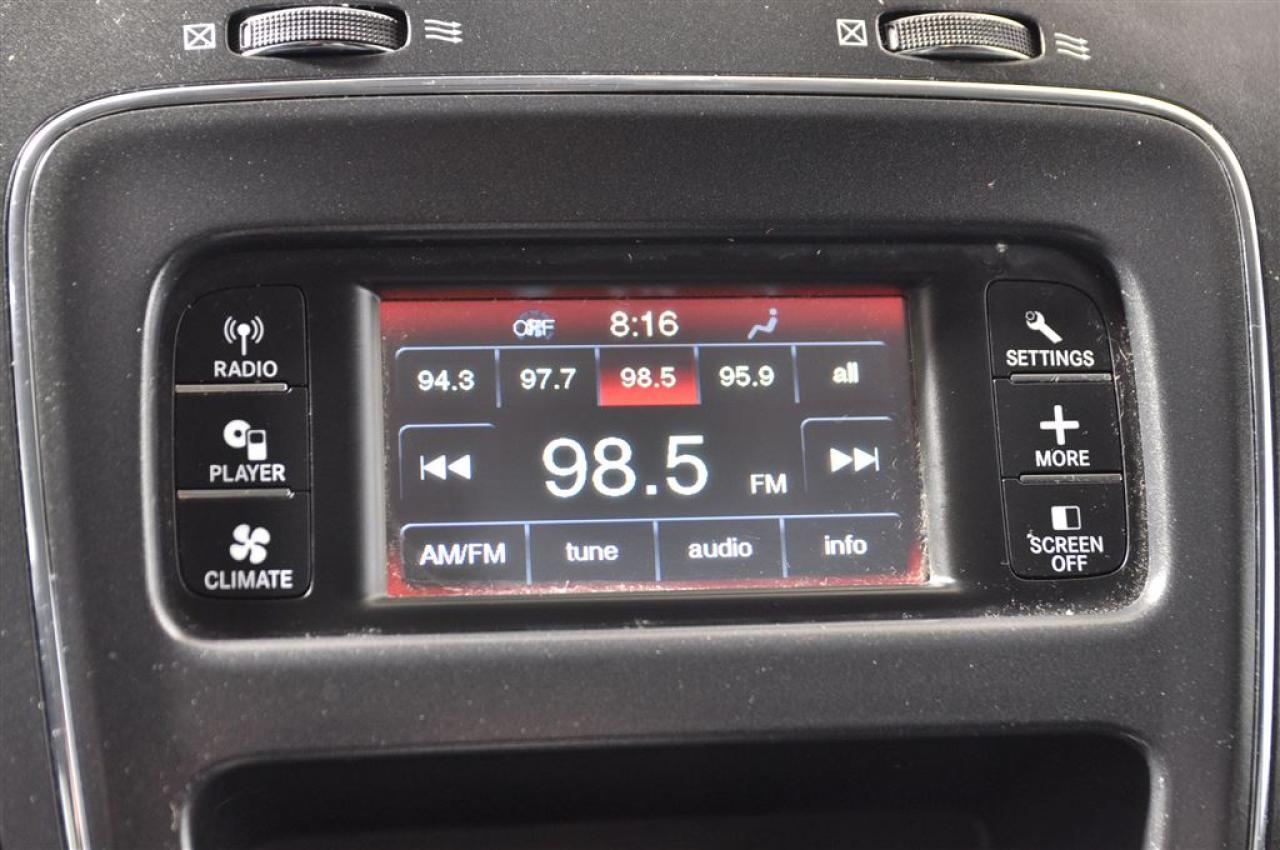 RADIO
PLAYER
CLIMATE
OFF 8:16
94.3 97.7 98.5 95.9 all
98.5 FM
AM/FM tune audio info
SETTINGS
MORE
SCREEN
OFF